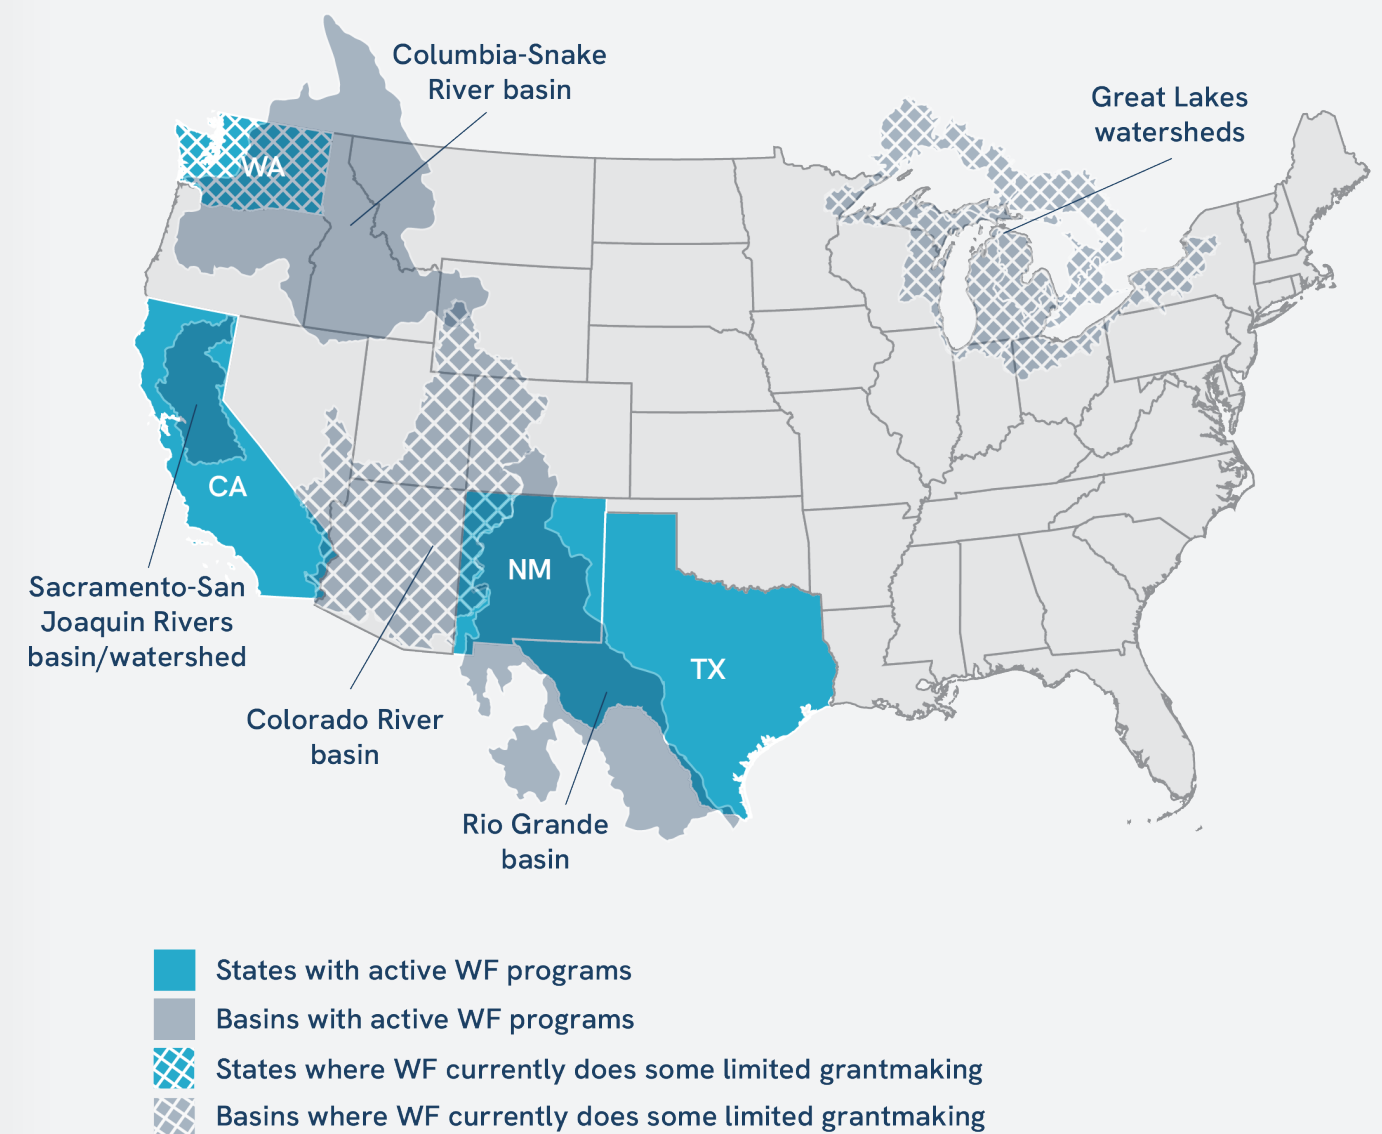 Columbia-Snake
River basin
Great Lakes
watersheds
WA
CA
NM
TX
Sacramento-San
Joaquin Rivers
basin/watershed
Colorado River
basin
Rio Grande
basin
States with active WF programs
Basins with active WF programs
States where WF currently does some limited grantmaking
Basins where WF currently does some limited grantmaking